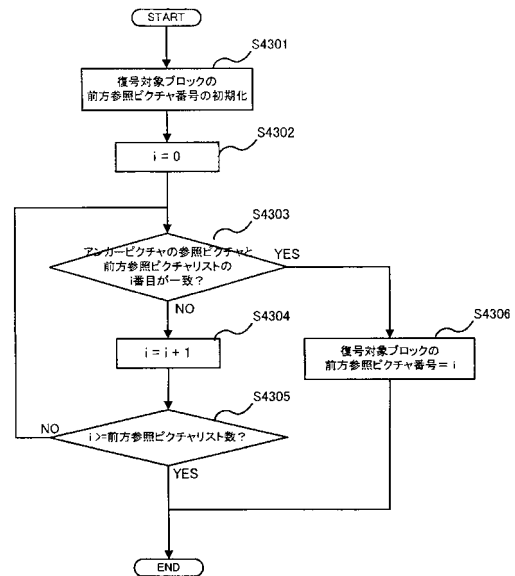 START
S4301
復号対象ブロックの
前方参照ピクチャ番号の初期化
S4302
i = 0
S4303
アンカーピクチャの参照ピクチャと
前方参照ピクチャリストの
i番目が一致?
YES
NO
S4304
i = i + 1
S4306
復号対象ブロックの
前方参照ピクチャ番号= i
S4305
i >=前方参照ピクチャリスト数?
NO
YES
END